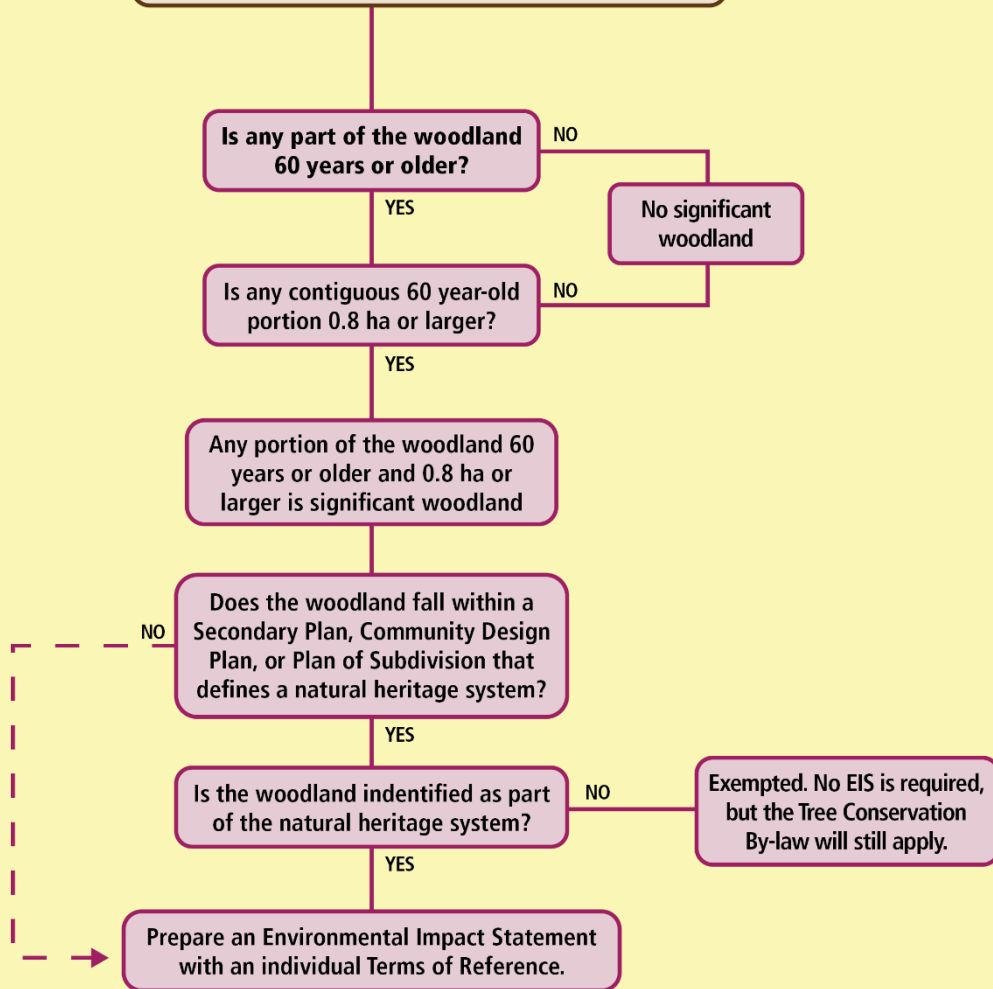 Is any part of the woodland
60 years or older?
NO
YES
No significant
woodland
Is any contiguous 60 year-old
portion 0.8 ha or larger?
NO
YES
Any portion of the woodland 60
years or older and 0.8 ha or
larger is significant woodland
Does the woodland fall within a
Secondary Plan, Community Design
Plan, or Plan of Subdivision that
defines a natural heritage system?
NO
YES
Is the woodland indentified as part
of the natural heritage system?
NO
Exempted. No EIS is required,
but the Tree Conservation
By-law will still apply.
YES
Prepare an Environmental Impact Statement
with an individual Terms of Reference.